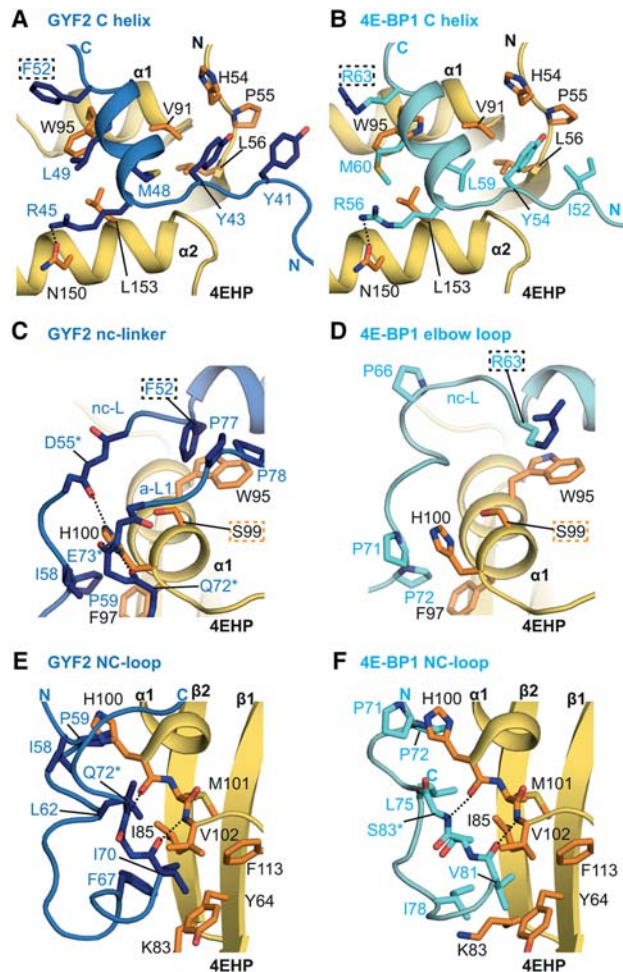 A GYF2 C helix
C
N
α1
F52
H54
P55
V91
W95
L56
L49
M48
R45
Y43
Y41
α2
N
N150
L153
4EHP
B 4E-BP1 C helix
C
N
α1
R63
H54
P55
V91
W95
L56
M60
L59
R56
Y54
I52
N
α2
N150
L153
4EHP
C GYF2 nc-linker
F52
nc-L
P77
D55*
P78
a-L1
W95
H100
S99
E73*
α1
I58
Q72*
P59
F97
4EHP
D 4E-BP1 elbow loop
R63
P66
nc-L
W95
H100
S99
P71
α1
P72
F97
4EHP
E GYF2 NC-loop
N
H100
α1
C
β2
β1
P59
I58
Q72*
M101
L62
I85
V102
I70
F113
F67
Y64
K83
4EHP
F 4E-BP1 NC-loop
H100
α1
β2
β1
P71
N
P72
C
M101
L75
I85
S83*
V102
F113
V81
Y64
I78
K83
4EHP